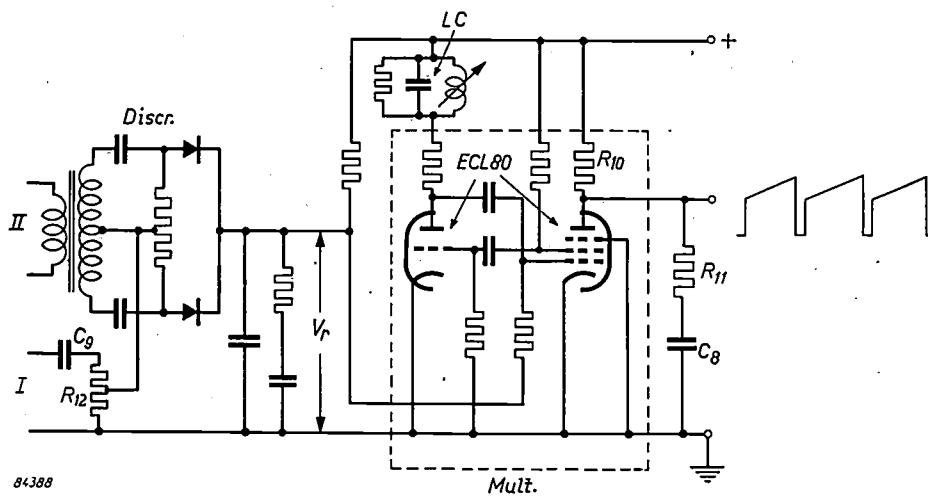 LC
+
Discr.
ECL80
R10
II
R11
C9
Vr
C8
I
R12
84388
Mult.